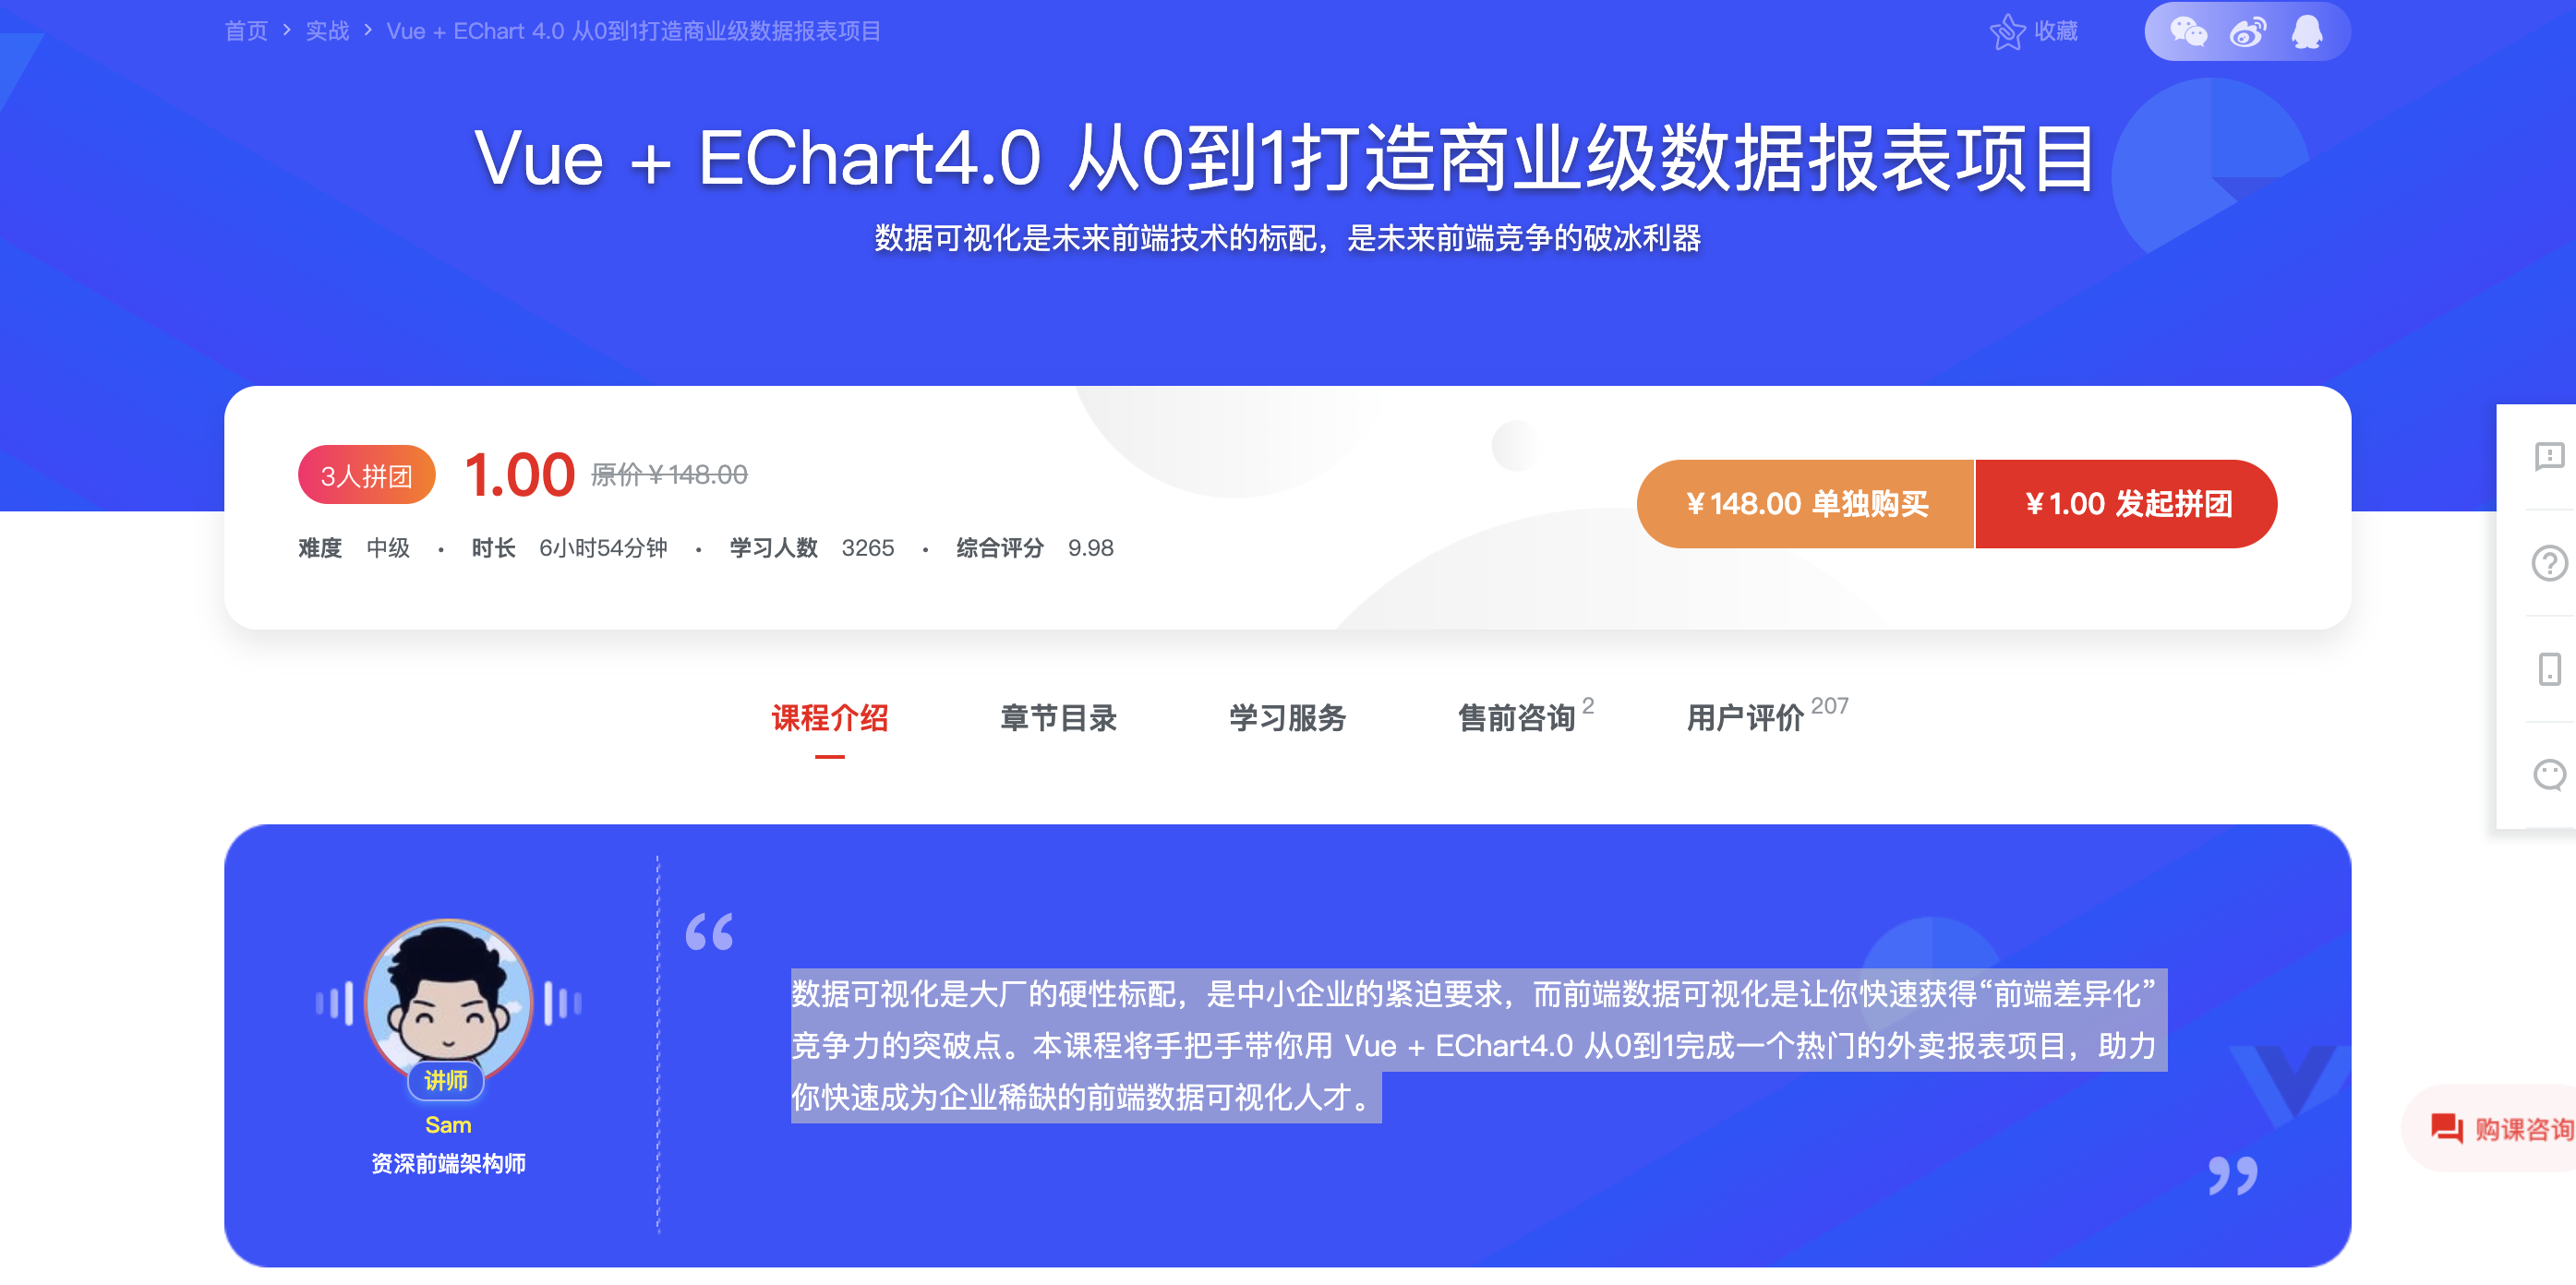 首页 > 实战 > Vue + EChart 4.0 从0到1打造商业级数据报表项目
收藏
Vue + EChart4.0 从0到1打造商业级数据报表项目
数据可视化是未来前端技术的标配，是未来前端竞争的破冰利器
3人拼团 1.00 原价￥148.00
￥148.00 单独购买 ￥1.00 发起拼团
难度 中级 · 时长 6小时54分钟 · 学习人数 3265 · 综合评分 9.98
课程介绍 章节目录 学习服务 售前咨询 2 用户评价 207
讲师
Sam
资深前端架构师
“
数据可视化是大厂的硬性标配，是中小企业的紧迫要求，而前端数据可视化是让你快速获得“前端差异化”
竞争力的突破点。本课程将手把手带你用 Vue + EChart4.0 从0到1完成一个热门的外卖报表项目，助力
你快速成为企业稀缺的前端数据可视化人才。
”
购课咨询